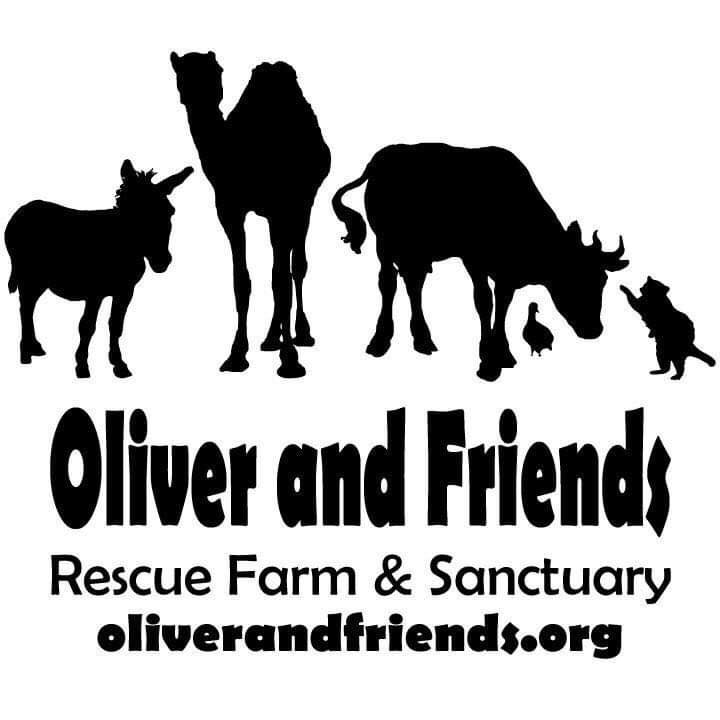 Oliver and Friends
Rescue Farm & Sanctuary
oliverandfriends.org